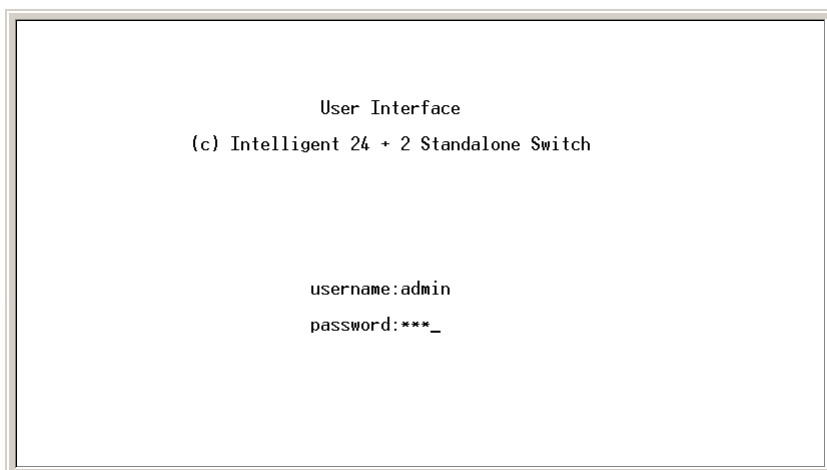 User Interface
(c) Intelligent 24 + 2 Standalone Switch
username:admin
password:***_